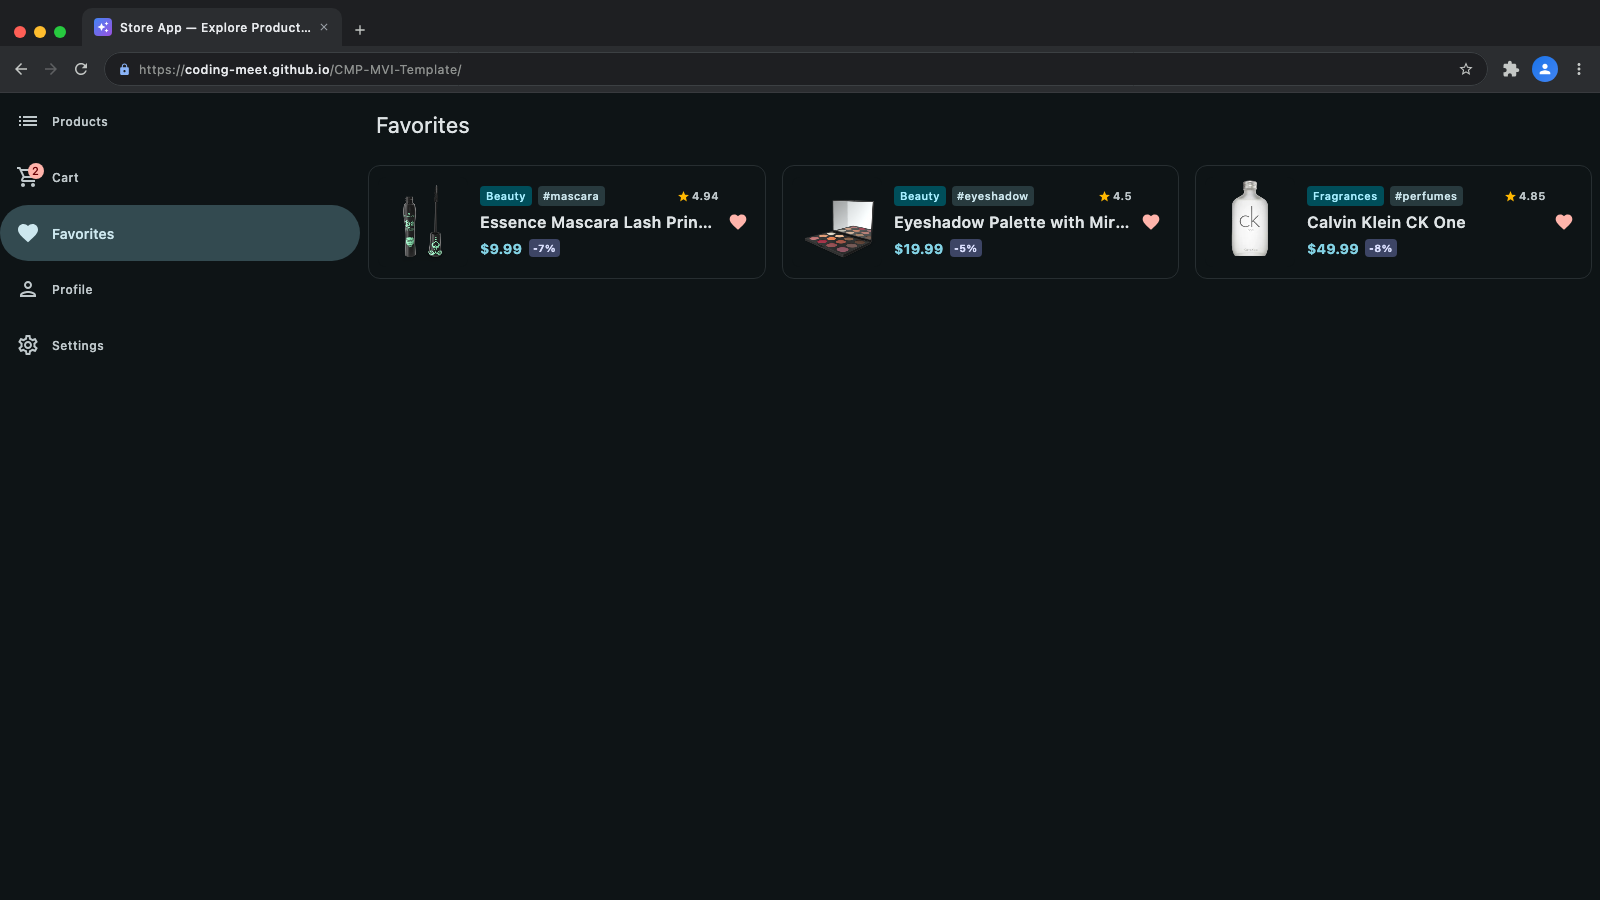 Store App — Explore Product...
https://coding-meet.github.io/CMP-MVI-Template/
Products
2
Cart
Favorites
Profile
Settings
Favorites
Beauty #mascara 4.94
Essence Mascara Lash Prin...
$9.99 -7%
Beauty #eyeshadow 4.5
Eyeshadow Palette with Mir...
$19.99 -5%
CK
Fragrances #perfumes 4.85
Calvin Klein CK One
$49.99 -8%